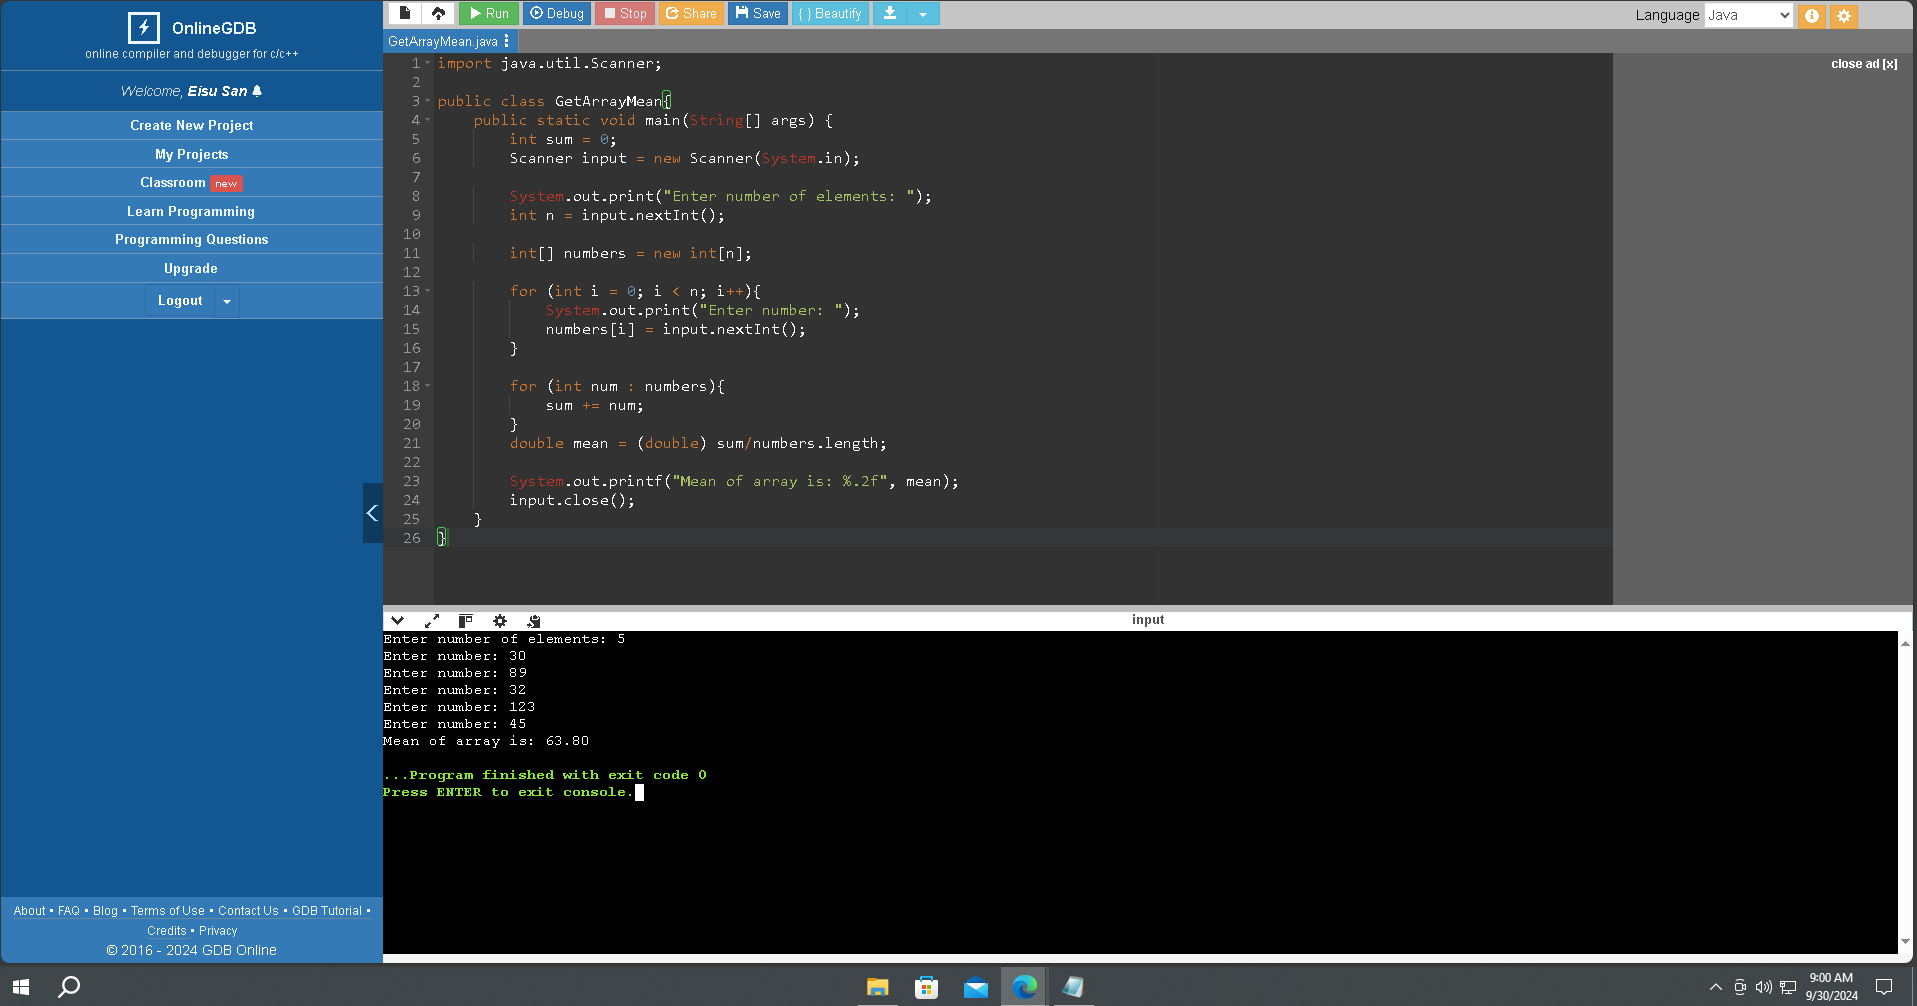 OnlineGDB
online compiler and debugger for c/c++
Welcome, Eisu San
Create New Project
My Projects
Classroom new
Learn Programming
Programming Questions
Upgrade
Logout
About • FAQ • Blog • Terms of Use • Contact Us • GDB Tutorial •
Credits • Privacy
© 2016 - 2024 GDB Online
Run Debug Stop Share Save { } Beautify
Language Java
GetArrayMean.java
close ad [x]
1 import java.util.Scanner;
2
3 public class GetArrayMean{
4 public static void main(String[] args) {
5 int sum = 0;
6 Scanner input = new Scanner(System.in);
7
8 System.out.print("Enter number of elements: ");
9 int n = input.nextInt();
10
11 int[] numbers = new int[n];
12
13 for (int i = 0; i < n; i++){
14 System.out.print("Enter number: ");
15 numbers[i] = input.nextInt();
16 }
17
18 for (int num : numbers){
19 sum += num;
20 }
21 double mean = (double) sum/numbers.length;
22
23 System.out.printf("Mean of array is: %.2f", mean);
24 input.close();
25 }
26 }
input
Enter number of elements: 5
Enter number: 30
Enter number: 89
Enter number: 32
Enter number: 123
Enter number: 45
Mean of array is: 63.80
...Program finished with exit code 0
Press ENTER to exit console.
9:00 AM
9/30/2024